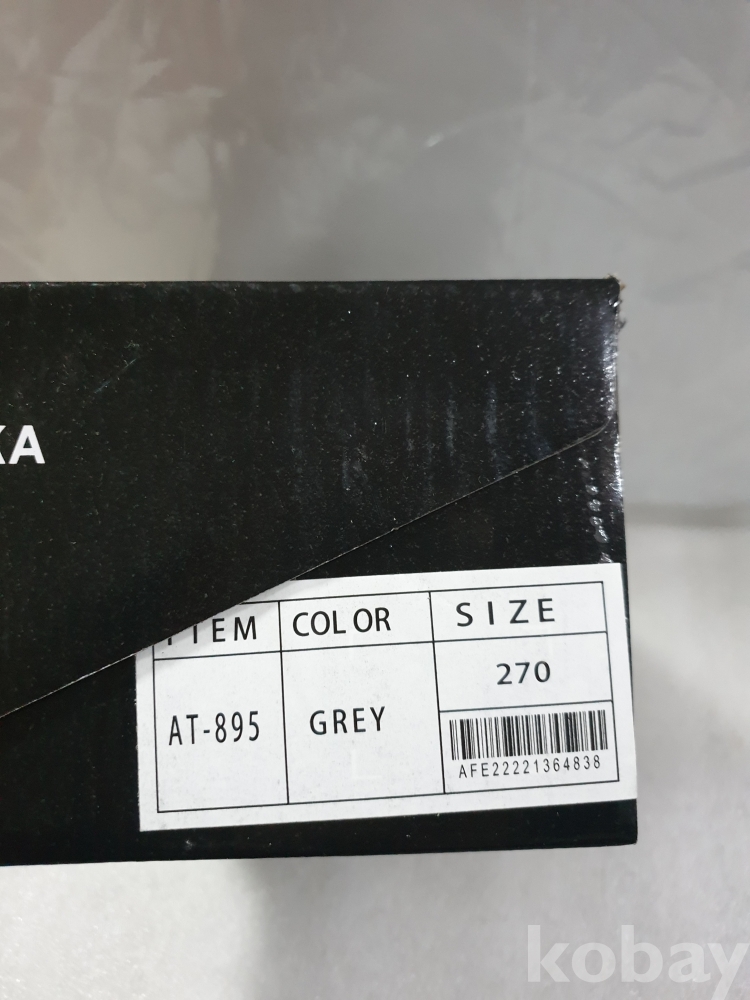 KA
ITEM COLOR SIZE
270
AT-895 GREY
AFE22221364838
kobay